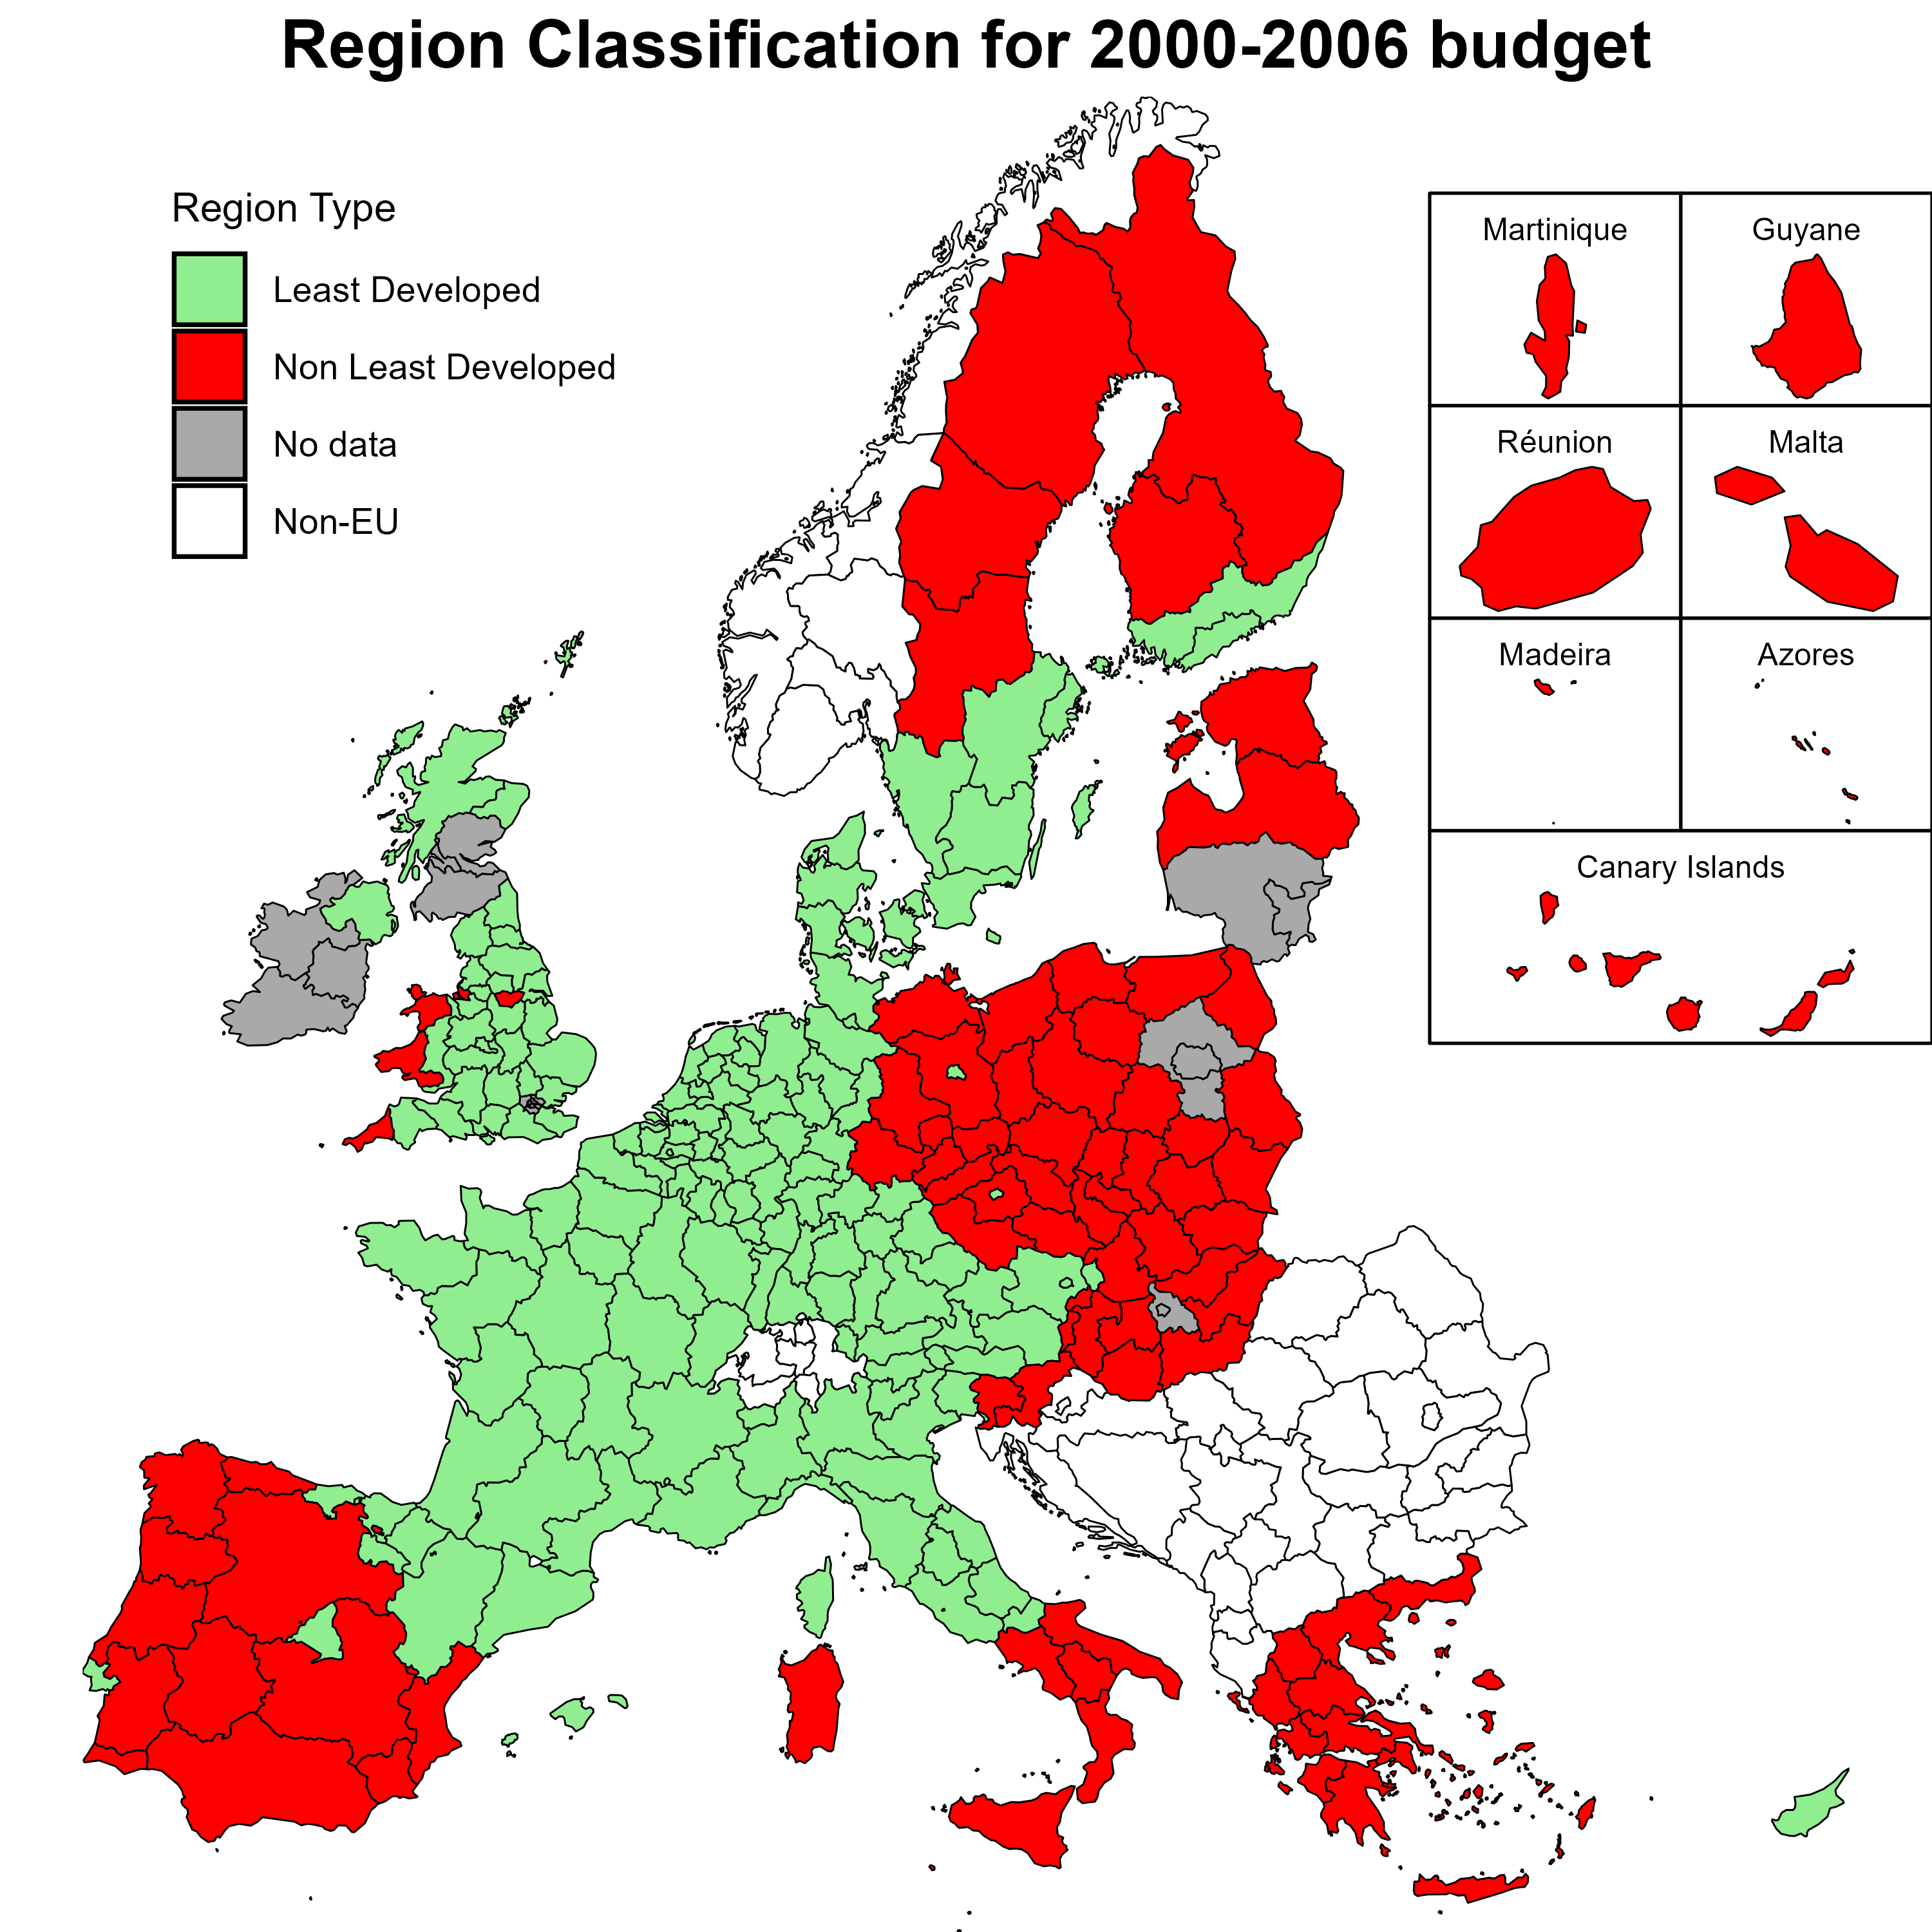 Region Classification for 2000-2006 budget
Region Type
Least Developed
Non Least Developed
No data
Non-EU
Martinique
Guyane
Réunion
Malta
Madeira
Azores
Canary Islands